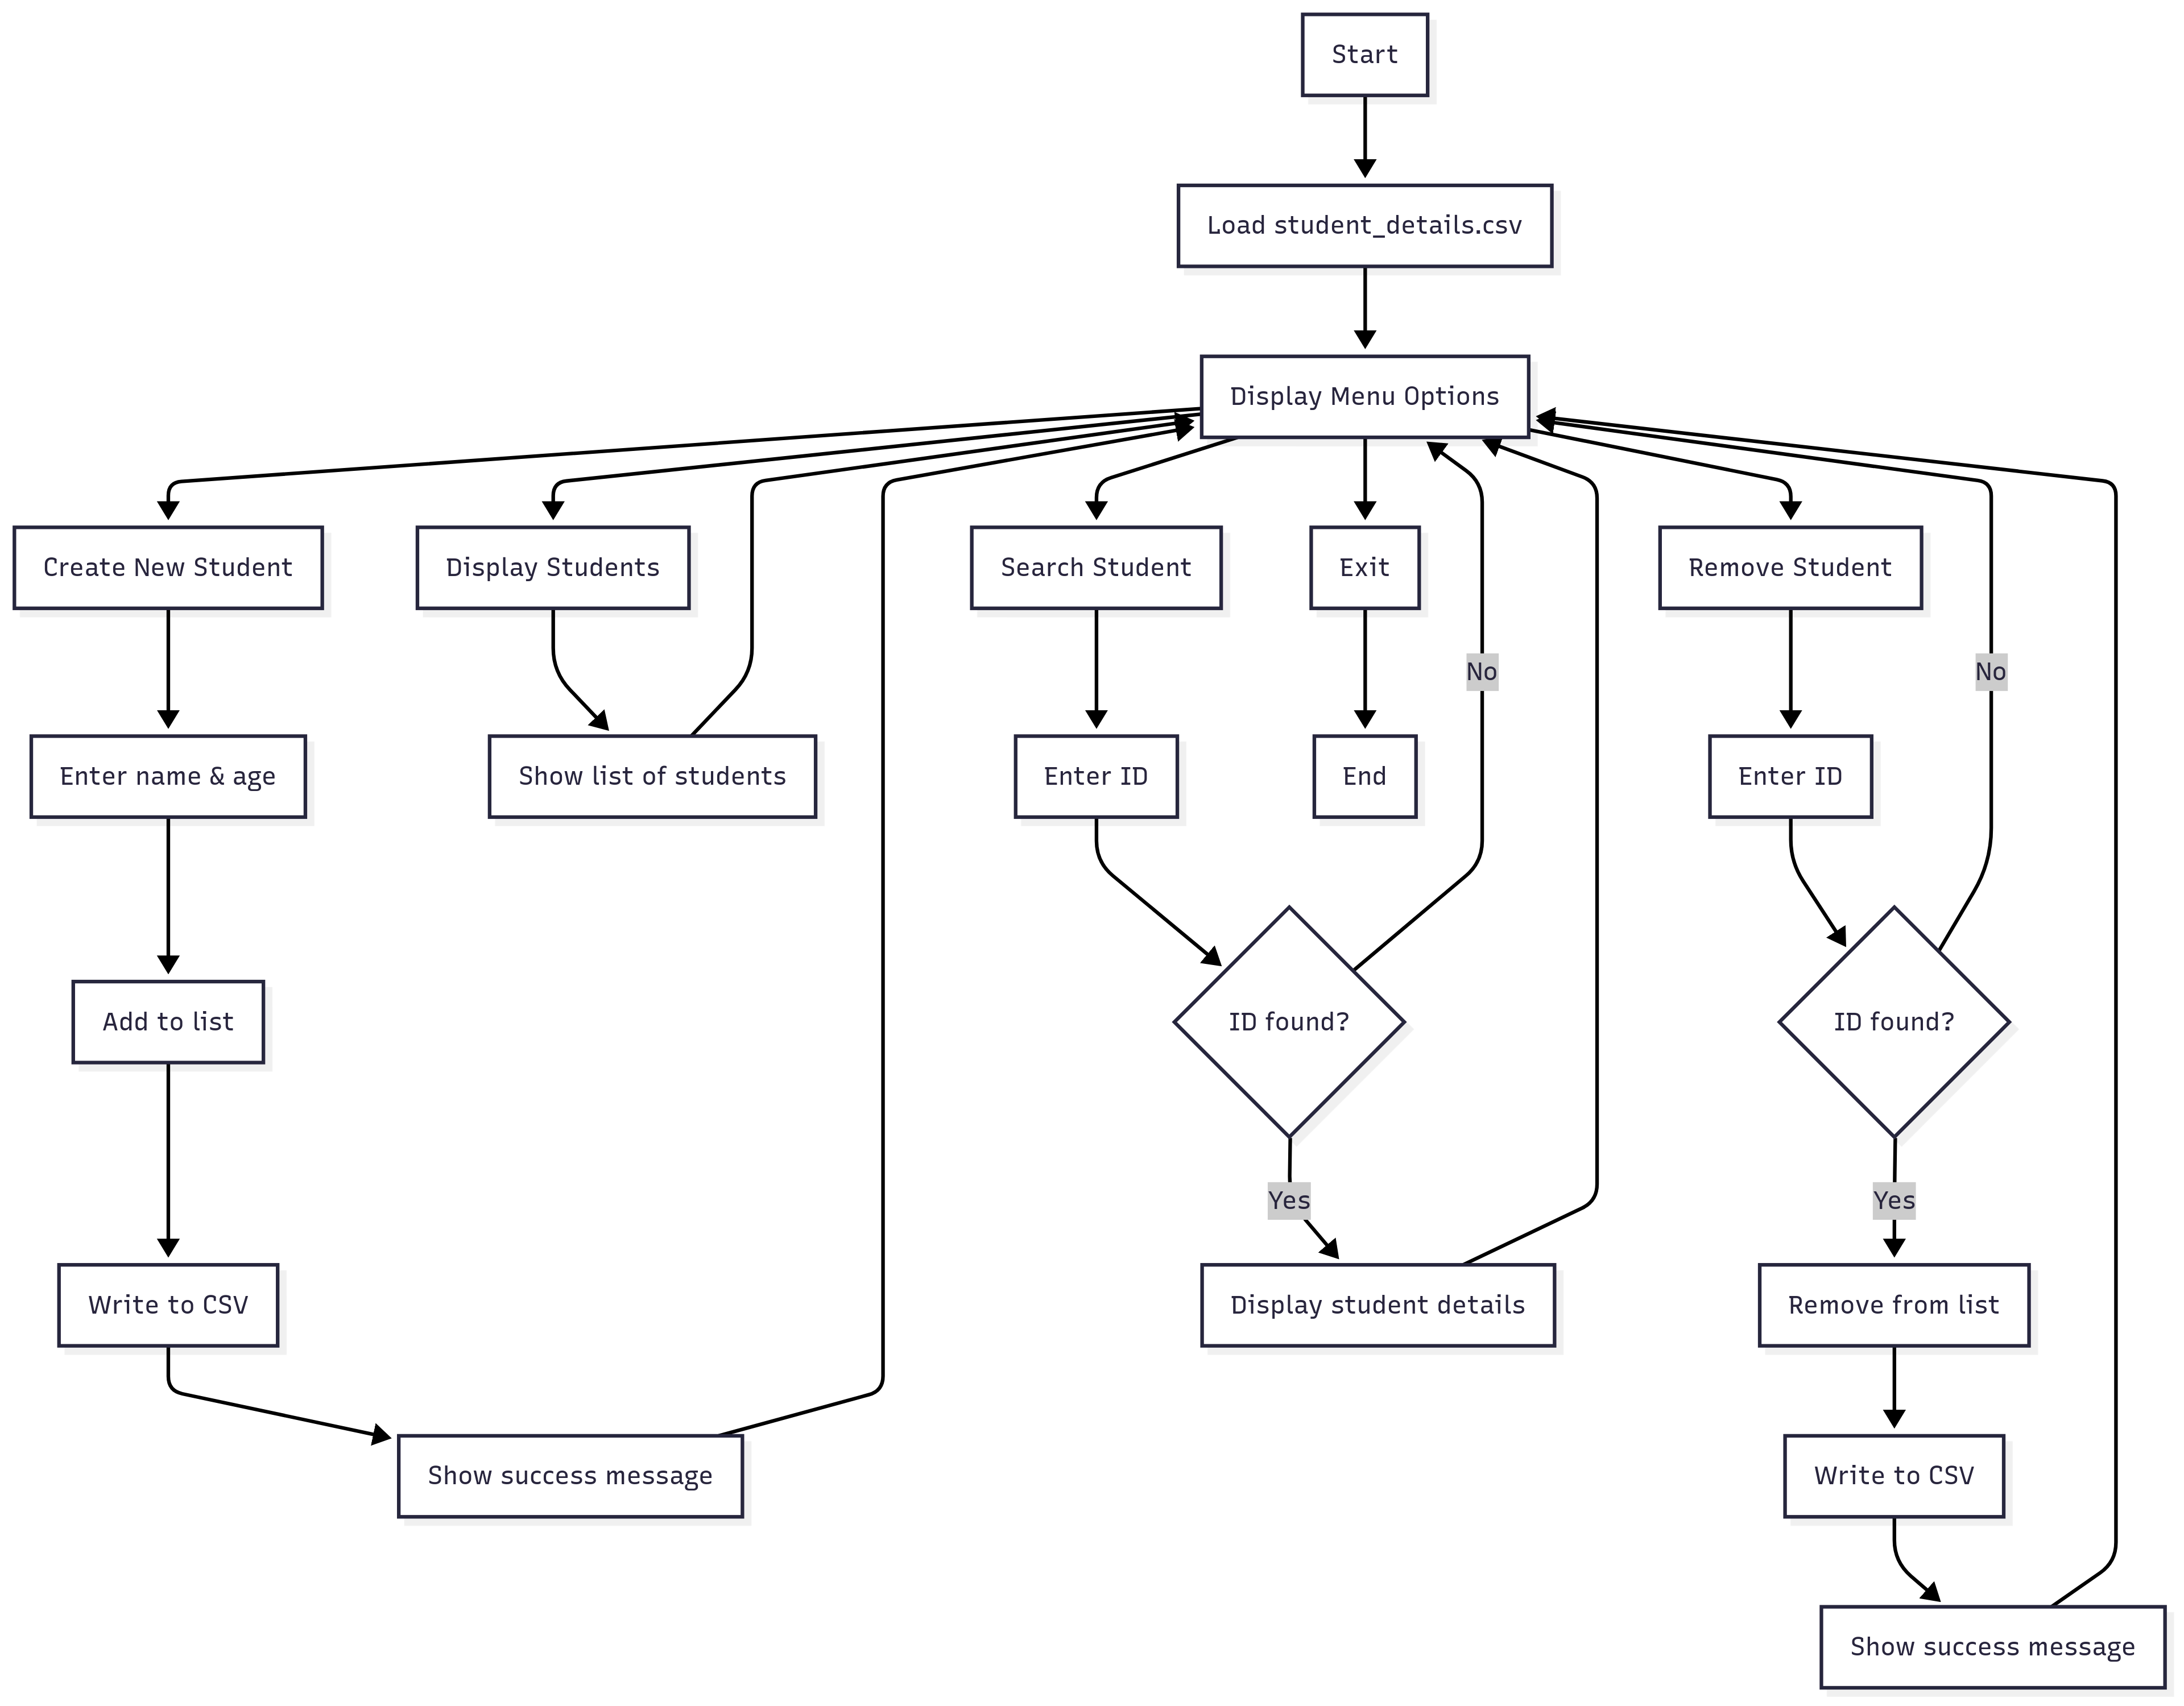 Start
Load student_details.csv
Display Menu Options
Create New Student
Display Students
Search Student
Exit
Remove Student
No
No
Enter name & age
Show list of students
Enter ID
End
Enter ID
Add to list
ID found?
ID found?
Yes
Yes
Write to CSV
Display student details
Remove from list
Show success message
Write to CSV
Show success message